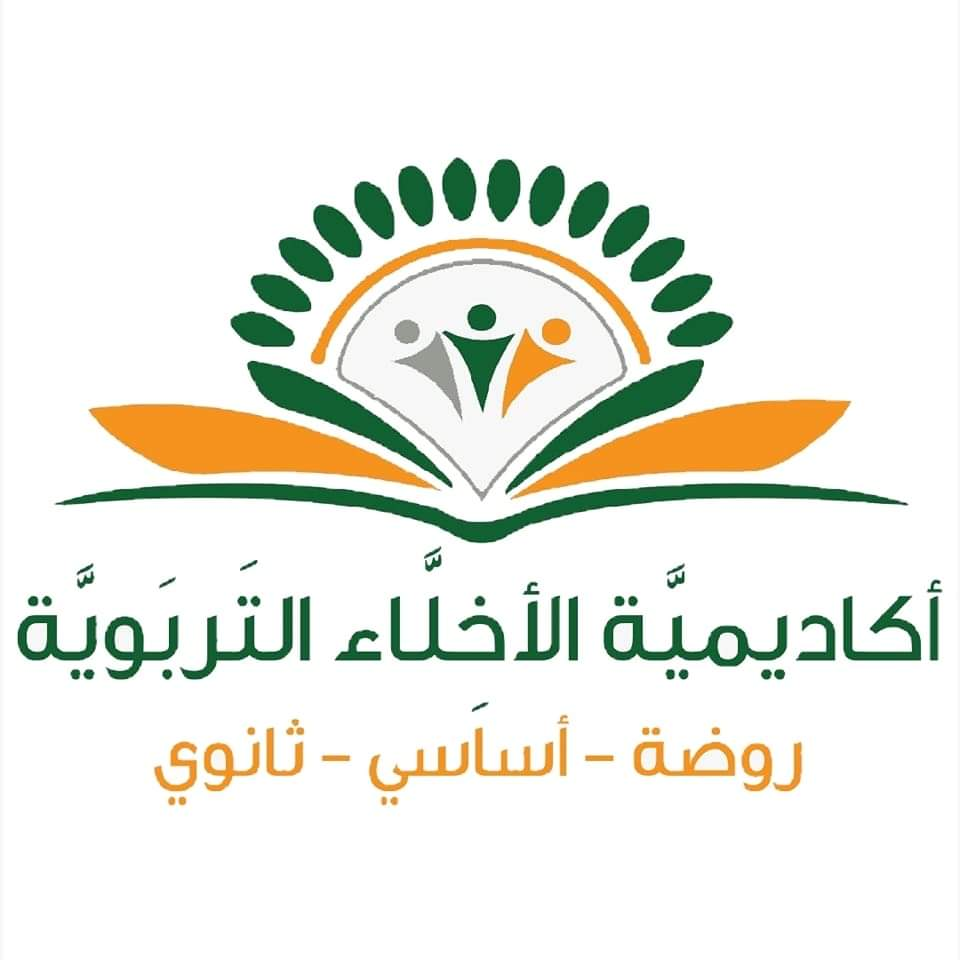 أكاديميَّة الأخلَّاء التَربَويَّة
روضة - أساَسي - ثانوي